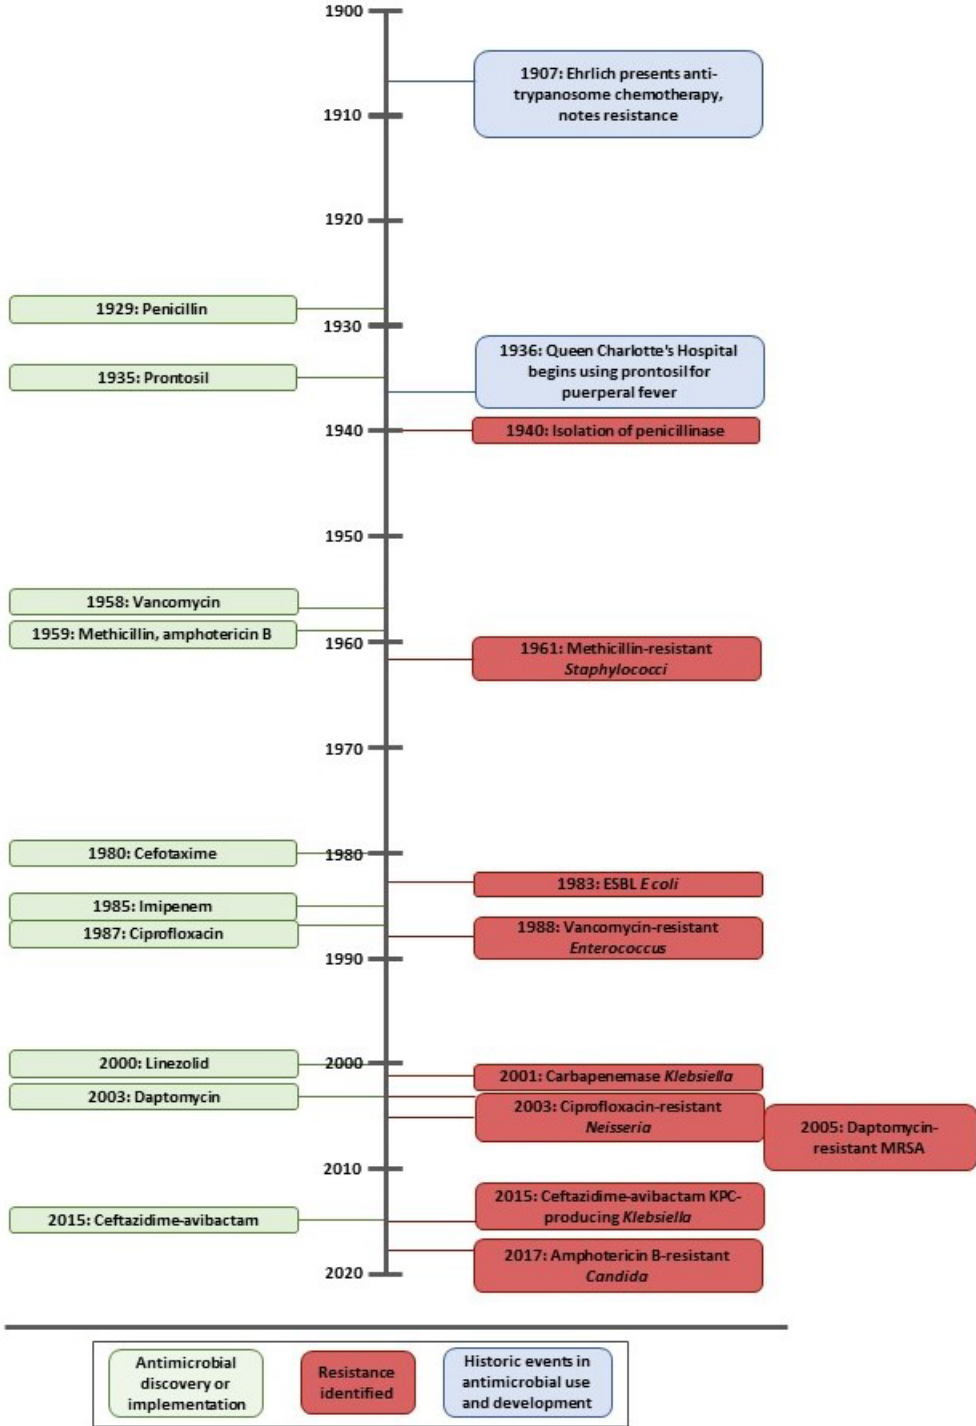 1900
1907: Ehrlich presents anti-
trypanosome chemotherapy,
notes resistance
1910
1920
1929: Penicillin
1930
1936: Queen Charlotte's Hospital
begins using prontosil for
puerperal fever
1935: Prontosil
1940
1940: Isolation of penicillinase
1950
1958: Vancomycin
1959: Methicillin, amphotericin B
1960
1961: Methicillin-resistant
Staphylococci
1970
1980: Cefotaxime
1980
1983: ESBL E coli
1985: Imipenem
1987: Ciprofloxacin
1988: Vancomycin-resistant
Enterococcus
1990
2000: Linezolid
2000
2001: Carbapenemase Klebsiella
2003: Daptomycin
2003: Ciprofloxacin-resistant
Neisseria
2005: Daptomycin-
resistant MRSA
2010
2015: Ceftazidime-avibactam KPC-
producing Klebsiella
2015: Ceftazidime-avibactam
2017: Amphotericin B-resistant
Candida
2020
Antimicrobial
discovery or
implementation
Resistance
identified
Historic events in
antimicrobial use
and development